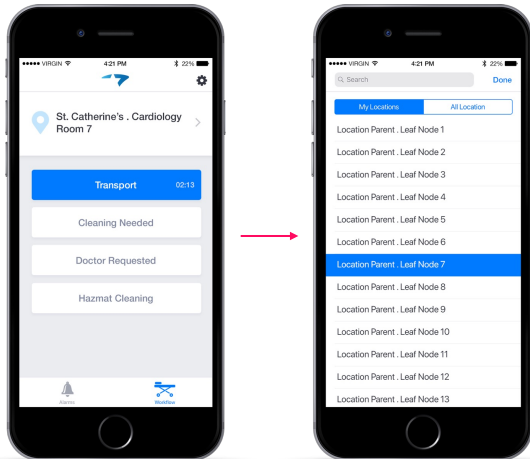 VIRGIN
4:21 PM
22%
St. Catherine's . Cardiology
Room 7
Transport 02:13
Cleaning Needed
Doctor Requested
Hazmat Cleaning
Alarms
Workflow
VIRGIN
4:21 PM
22%
Search
Done
My Locations
All Location
Location Parent . Leaf Node 1
Location Parent . Leaf Node 2
Location Parent . Leaf Node 3
Location Parent . Leaf Node 4
Location Parent . Leaf Node 5
Location Parent . Leaf Node 6
Location Parent . Leaf Node 7
Location Parent . Leaf Node 8
Location Parent . Leaf Node 9
Location Parent . Leaf Node 10
Location Parent . Leaf Node 11
Location Parent . Leaf Node 12
Location Parent . Leaf Node 13